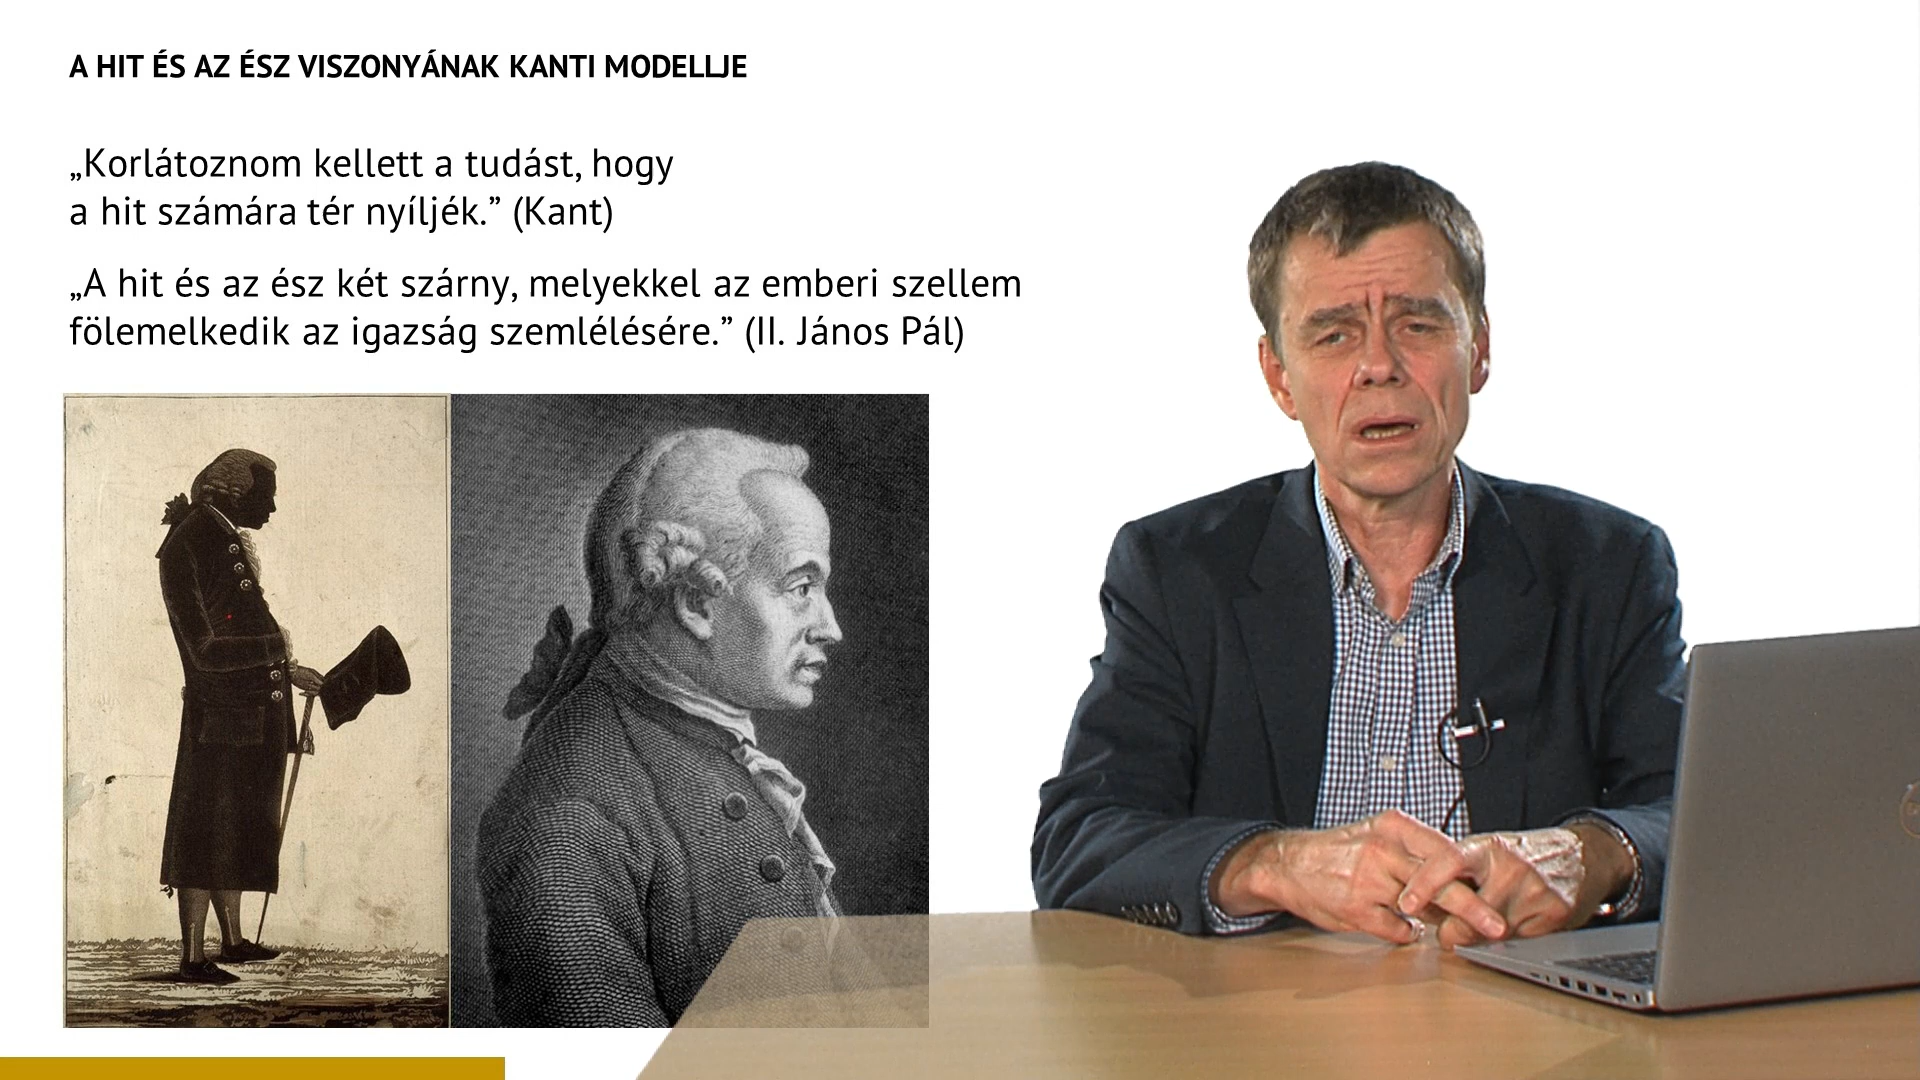 A HIT ÉS AZ ÉSZ VISZONYÁNAK KANTI MODELLJE
„Korlátoznom kellett a tudást, hogy
a hit számára tér nyíljék.” (Kant)
„A hit és az ész két szárny, melyekkel az emberi szellem
fölemelkedik az igazság szemlélésére.” (II. János Pál)